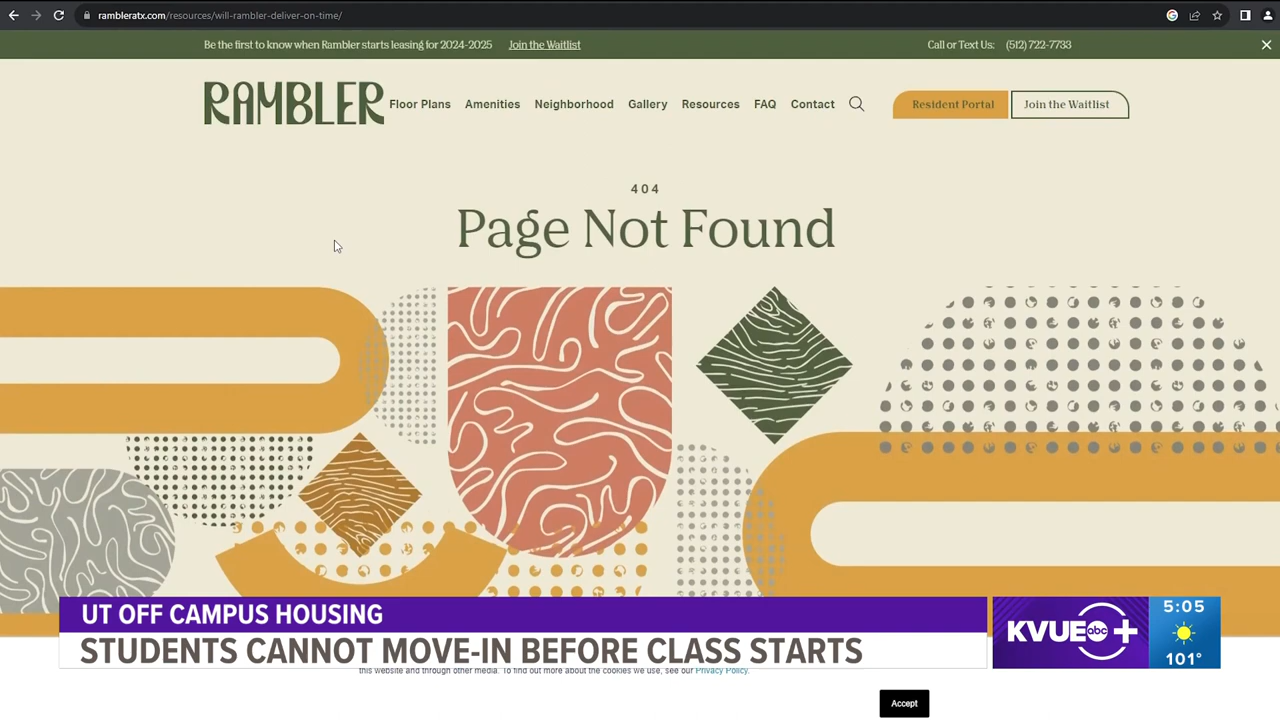 rambleratx.com/resources/will-rambler-deliver-on-time/
Be the first to know when Rambler starts leasing for 2024-2025 Join the Waitlist Call or Text Us: (512) 722-7733
RAMBLER Floor Plans Amenities Neighborhood Gallery Resources FAQ Contact Resident Portal Join the Waitlist
404
Page Not Found
UT OFF CAMPUS HOUSING
STUDENTS CANNOT MOVE-IN BEFORE CLASS STARTS
KVUE abc +
5:05
101°
this website and through other media. To find out more about the cookies we use, see our Privacy Policy.
Accept